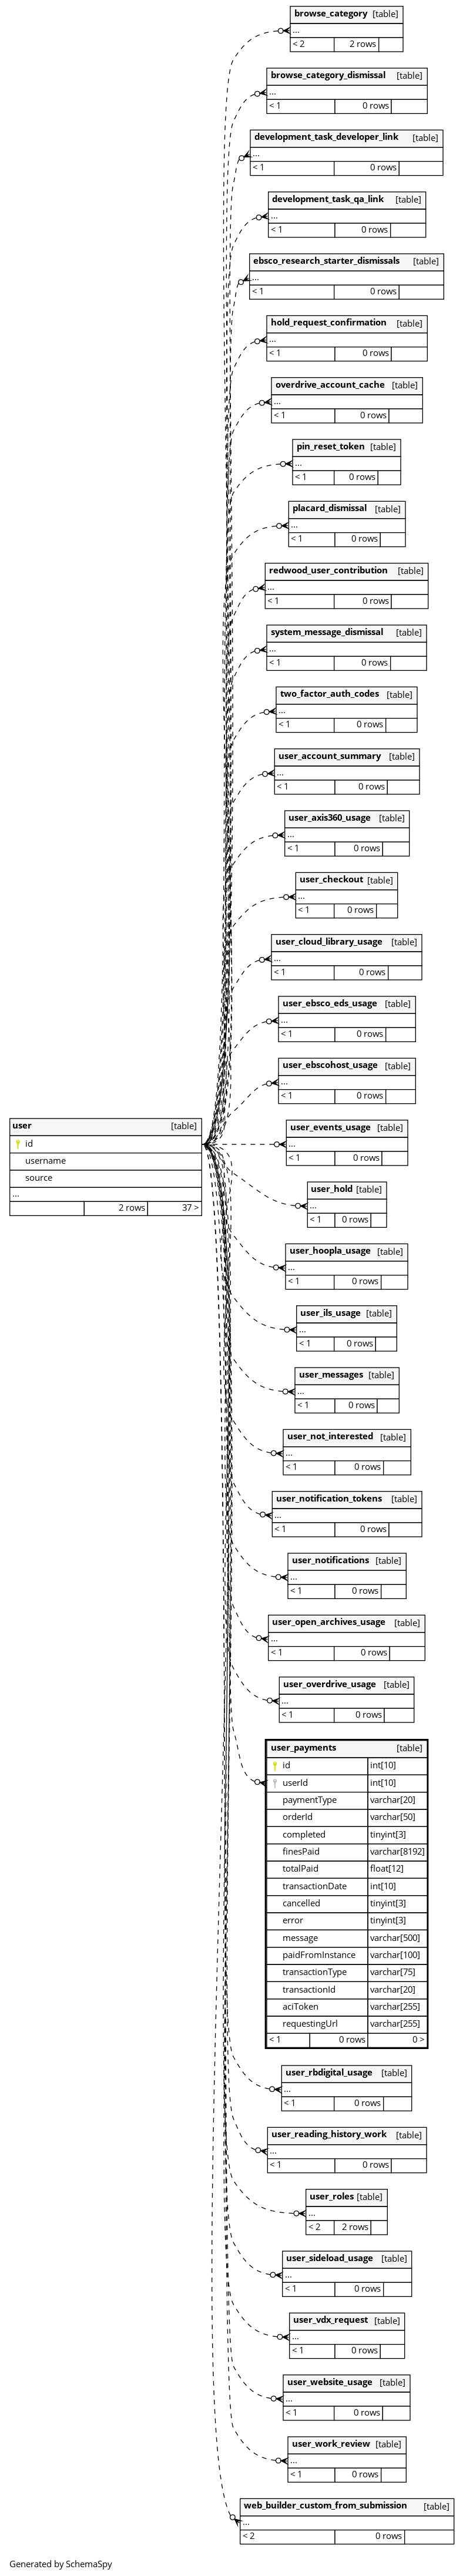 browse_category [table]
...
< 2 2 rows
browse_category_dismissal [table]
...
< 1 0 rows
development_task_developer_link [table]
...
< 1 0 rows
development_task_qa_link [table]
...
< 1 0 rows
ebsco_research_starter_dismissals [table]
...
< 1 0 rows
hold_request_confirmation [table]
...
< 1 0 rows
overdrive_account_cache [table]
...
< 1 0 rows
pin_reset_token [table]
...
< 1 0 rows
placard_dismissal [table]
...
< 1 0 rows
redwood_user_contribution [table]
...
< 1 0 rows
system_message_dismissal [table]
...
< 1 0 rows
two_factor_auth_codes [table]
...
< 1 0 rows
user_account_summary [table]
...
< 1 0 rows
user_axis360_usage [table]
...
< 1 0 rows
user_checkout [table]
...
< 1 0 rows
user_cloud_library_usage [table]
...
< 1 0 rows
user_ebsco_eds_usage [table]
...
< 1 0 rows
user_ebscohost_usage [table]
...
< 1 0 rows
user [table]
id
username
source
...
2 rows 37 >
user_events_usage [table]
...
< 1 0 rows
user_hold [table]
...
< 1 0 rows
user_hoopla_usage [table]
...
< 1 0 rows
user_ils_usage [table]
...
< 1 0 rows
user_messages [table]
...
< 1 0 rows
user_not_interested [table]
...
< 1 0 rows
user_notification_tokens [table]
...
< 1 0 rows
user_notifications [table]
...
< 1 0 rows
user_open_archives_usage [table]
...
< 1 0 rows
user_overdrive_usage [table]
...
< 1 0 rows
user_payments [table]
id int[10]
userId int[10]
paymentType varchar[20]
orderId varchar[50]
completed tinyint[3]
finesPaid varchar[8192]
totalPaid float[12]
transactionDate int[10]
cancelled tinyint[3]
error tinyint[3]
message varchar[500]
paidFromInstance varchar[100]
transactionType varchar[75]
transactionId varchar[20]
aciToken varchar[255]
requestingUrl varchar[255]
< 1 0 rows 0 >
user_rbdigital_usage [table]
...
< 1 0 rows
user_reading_history_work [table]
...
< 1 0 rows
user_roles [table]
...
< 2 2 rows
user_sideload_usage [table]
...
< 1 0 rows
user_vdx_request [table]
...
< 1 0 rows
user_website_usage [table]
...
< 1 0 rows
user_work_review [table]
...
< 1 0 rows
web_builder_custom_from_submission [table]
...
< 2 0 rows
Generated by SchemaSpy